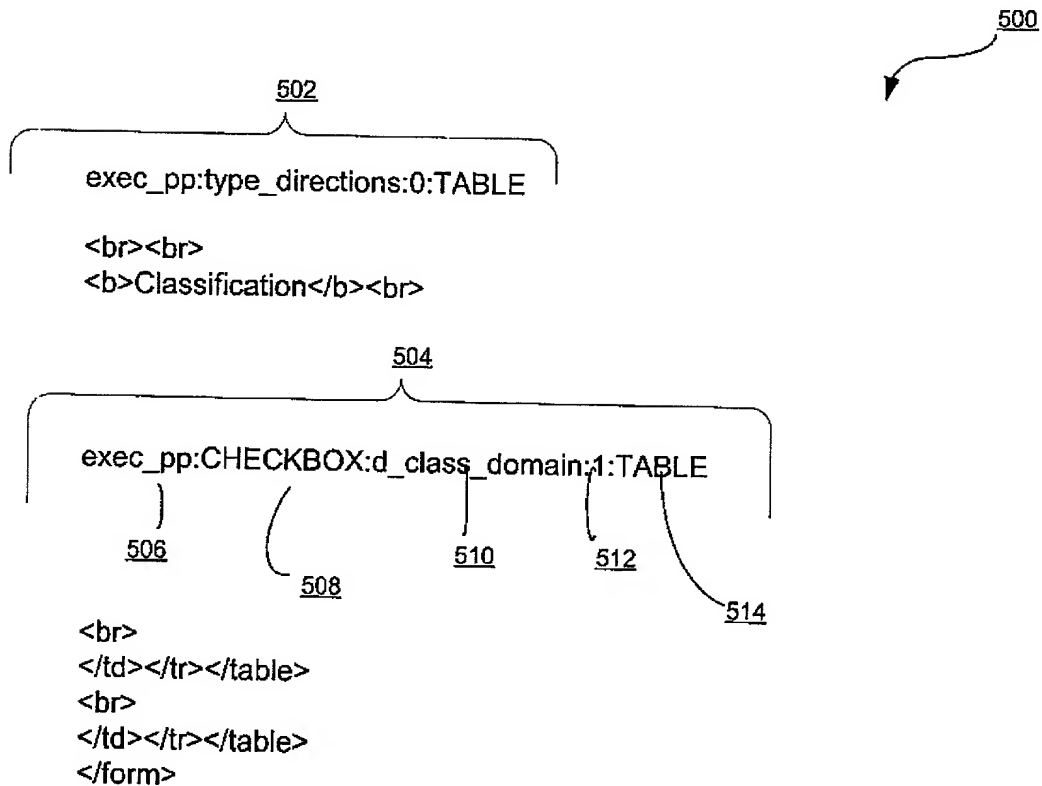 500
502
exec_pp:type_directions:0:TABLE
<br><br>
<b>Classification</b><br>
504
exec_pp:CHECKBOX:d_class_domain:1:TABLE
506
508
510
512
514
<br>
</td></tr></table>
<br>
</td></tr></table>
</form>